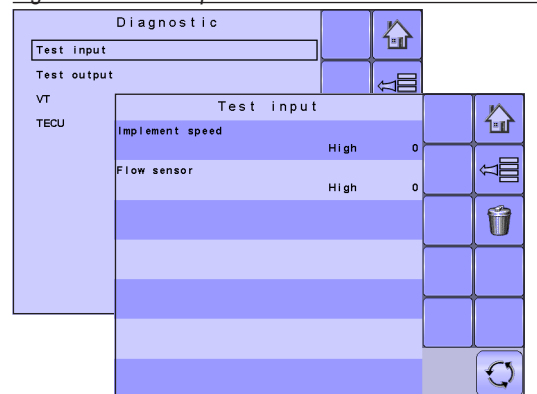 Diagnostic
Test input
Test output
VT
TECU
Test input
Implement speed
High 0
Flow sensor
High 0